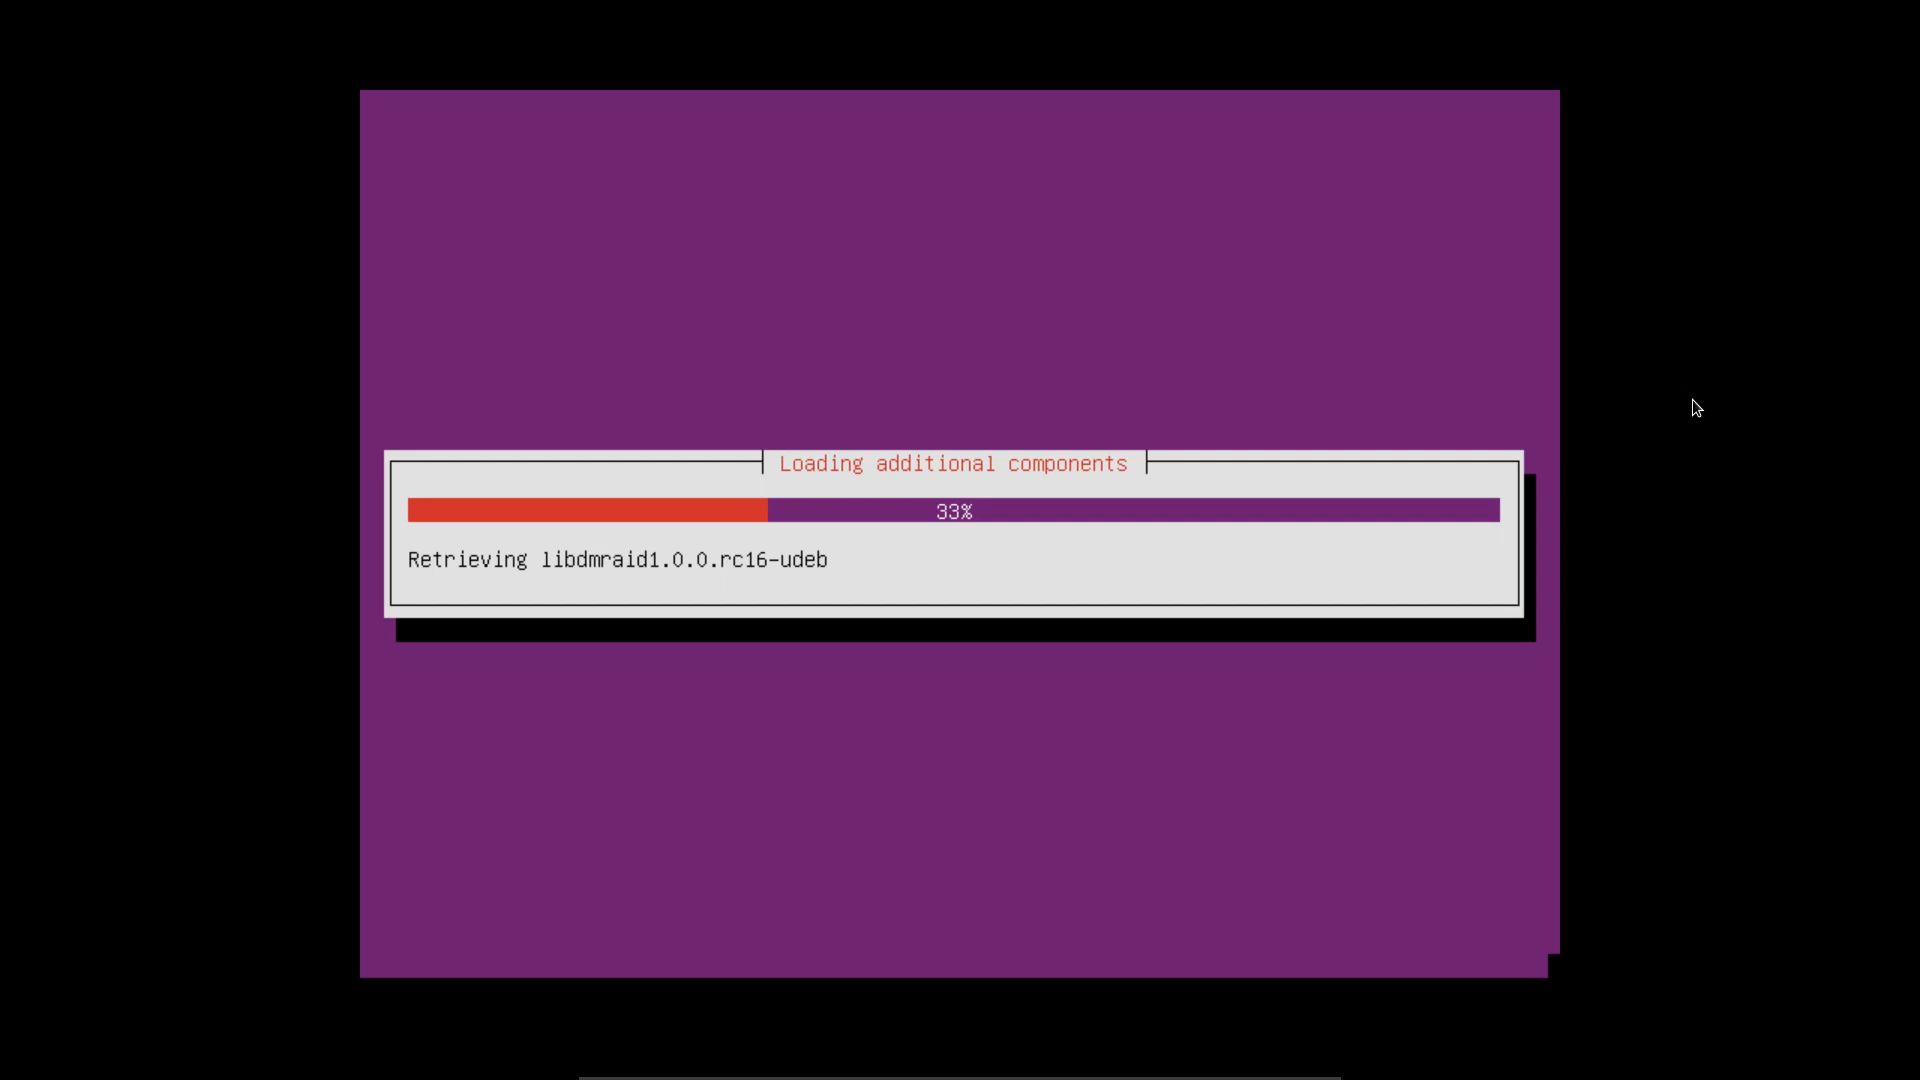 Loading additional components
33%
Retrieving libdmraid1.0.0.rc16-udeb